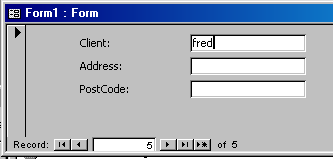 Form1 : Form
Client: fred
Address:
PostCode:
Record: 5 of 5